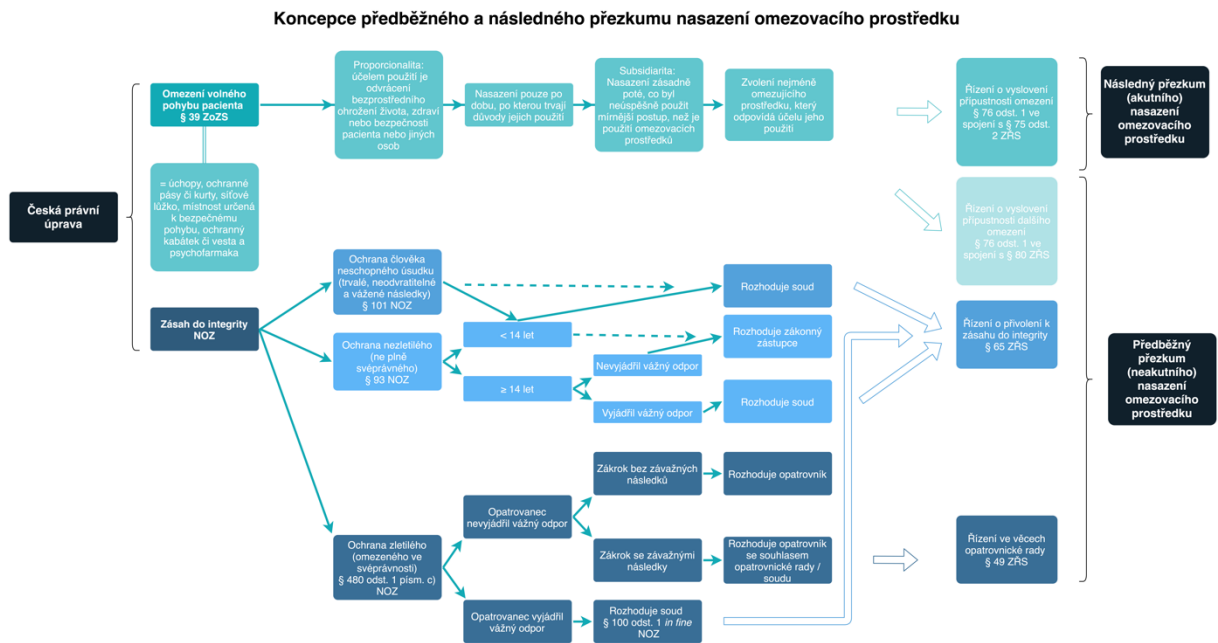 Koncepce předběžného a následného přezkumu nasazení omezovacího prostředku
Česká právní
úprava
Omezení volného
pohybu pacienta
§ 39 ZoZS
= úchopy, ochranné
pásy či kurty, síťové
lůžko, místnost určená
k bezpečnému
pohybu, ochranný
kabátek či vesta a
psychofarmaka
Proporcionalita:
účelem použití je
odvrácení
bezprostředního
ohrožení života, zdraví
nebo bezpečnosti
pacienta nebo jiných
osob
Nasazení pouze po
dobu, po kterou trvají
důvody jejich použití
Subsidiarita:
Nasazení zásadně
poté, co byl
neúspěšně použit
mírnější postup, než je
použití omezovacích
prostředků
Zvolení nejméně
omezujícího
prostředku, který
odpovídá účelu jeho
použití
Řízení o vyslovení
přípustnosti omezení
§ 76 odst. 1 ve
spojení s § 75 odst.
2 ZŘS
Následný přezkum
(akutního)
nasazení
omezovacího
prostředku
Řízení o vyslovení
přípustnosti dalšího
omezení
§ 76 odst. 1 ve
spojení s § 80 ZŘS
Zásah do integrity
NOZ
Ochrana člověka
neschopného úsudku
(trvalé, neodvratitelné
a vážené následky)
§ 101 NOZ
Rozhoduje soud
Ochrana nezletilého
(ne plně
svéprávného)
§ 93 NOZ
< 14 let
Rozhoduje zákonný
zástupce
≥ 14 let
Nevyjádřil vážný odpor
Vyjádřil vážný odpor
Rozhoduje soud
Řízení o přivolení k
zásahu do integrity
§ 65 ZŘS
Předběžný
přezkum
(neakutního)
nasazení
omezovacího
prostředku
Ochrana zletilého
(omezeného ve
svéprávnosti)
§ 480 odst. 1 písm. c)
NOZ
Opatrovanec
nevyjádřil vážný odpor
Zákrok bez závažných
následků
Rozhoduje opatrovník
Zákrok se závažnými
následky
Rozhoduje opatrovník
se souhlasem
opatrovnické rady /
soudu
Řízení ve věcech
opatrovnické rady
§ 49 ZŘS
Opatrovanec vyjádřil
vážný odpor
Rozhoduje soud
§ 100 odst. 1 in fine
NOZ